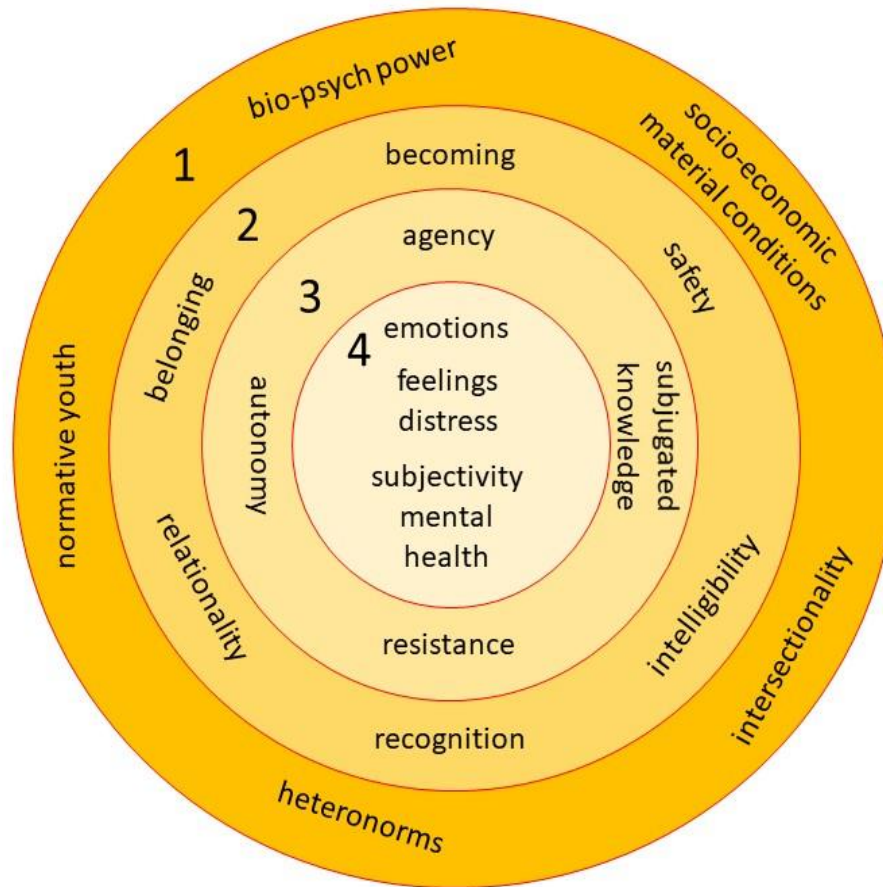 bio-psych power
socio-economic
material conditions
1
becoming
2
safety
agency
belonging
3
emotions
4
feelings
distress
normative youth
autonomy
subjugated
knowledge
subjectivity
mental
health
relationality
intelligibility
intersectionality
resistance
recognition
heteronorms